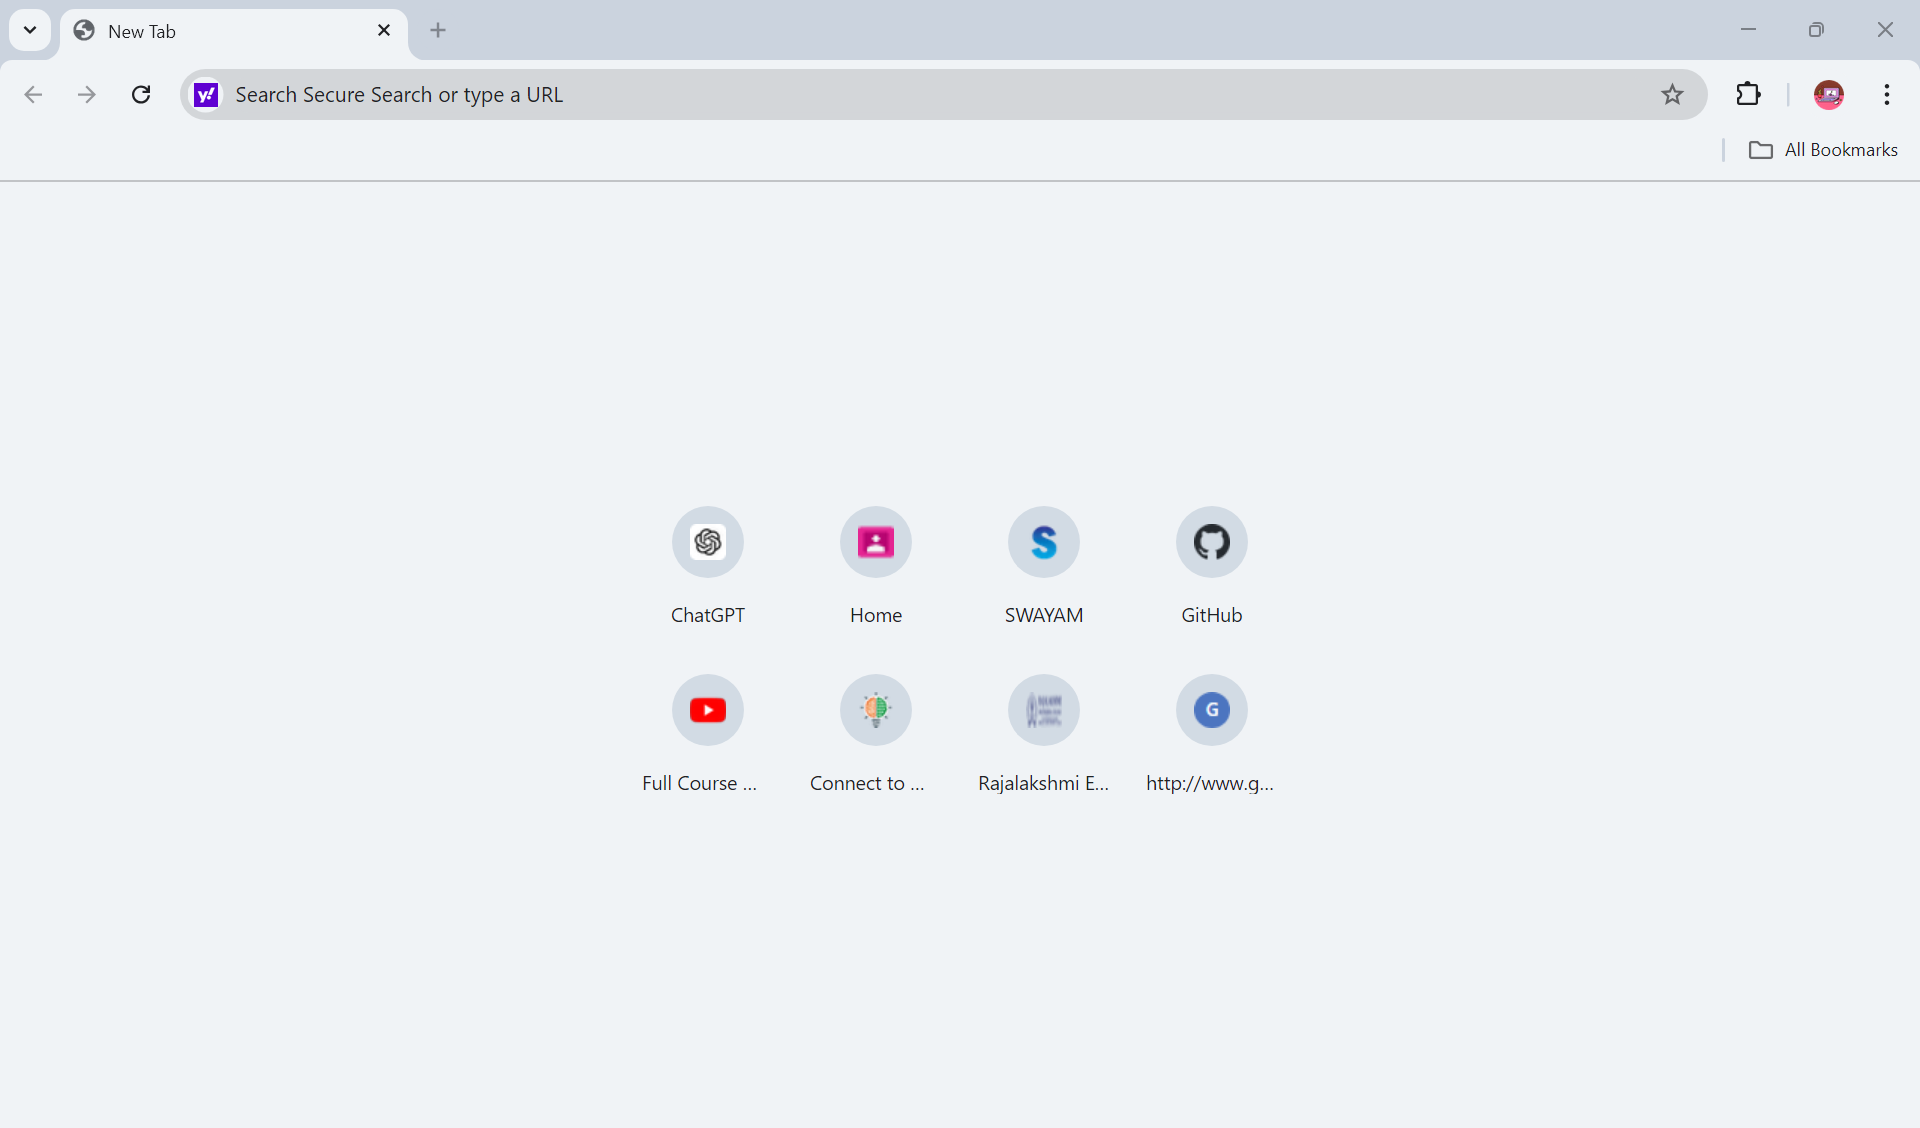 New Tab
y!
Search Secure Search or type a URL
All Bookmarks
ChatGPT
Home
SWAYAM
GitHub
Full Course ...
Connect to ...
Rajalakshmi E...
G
http://www.g...